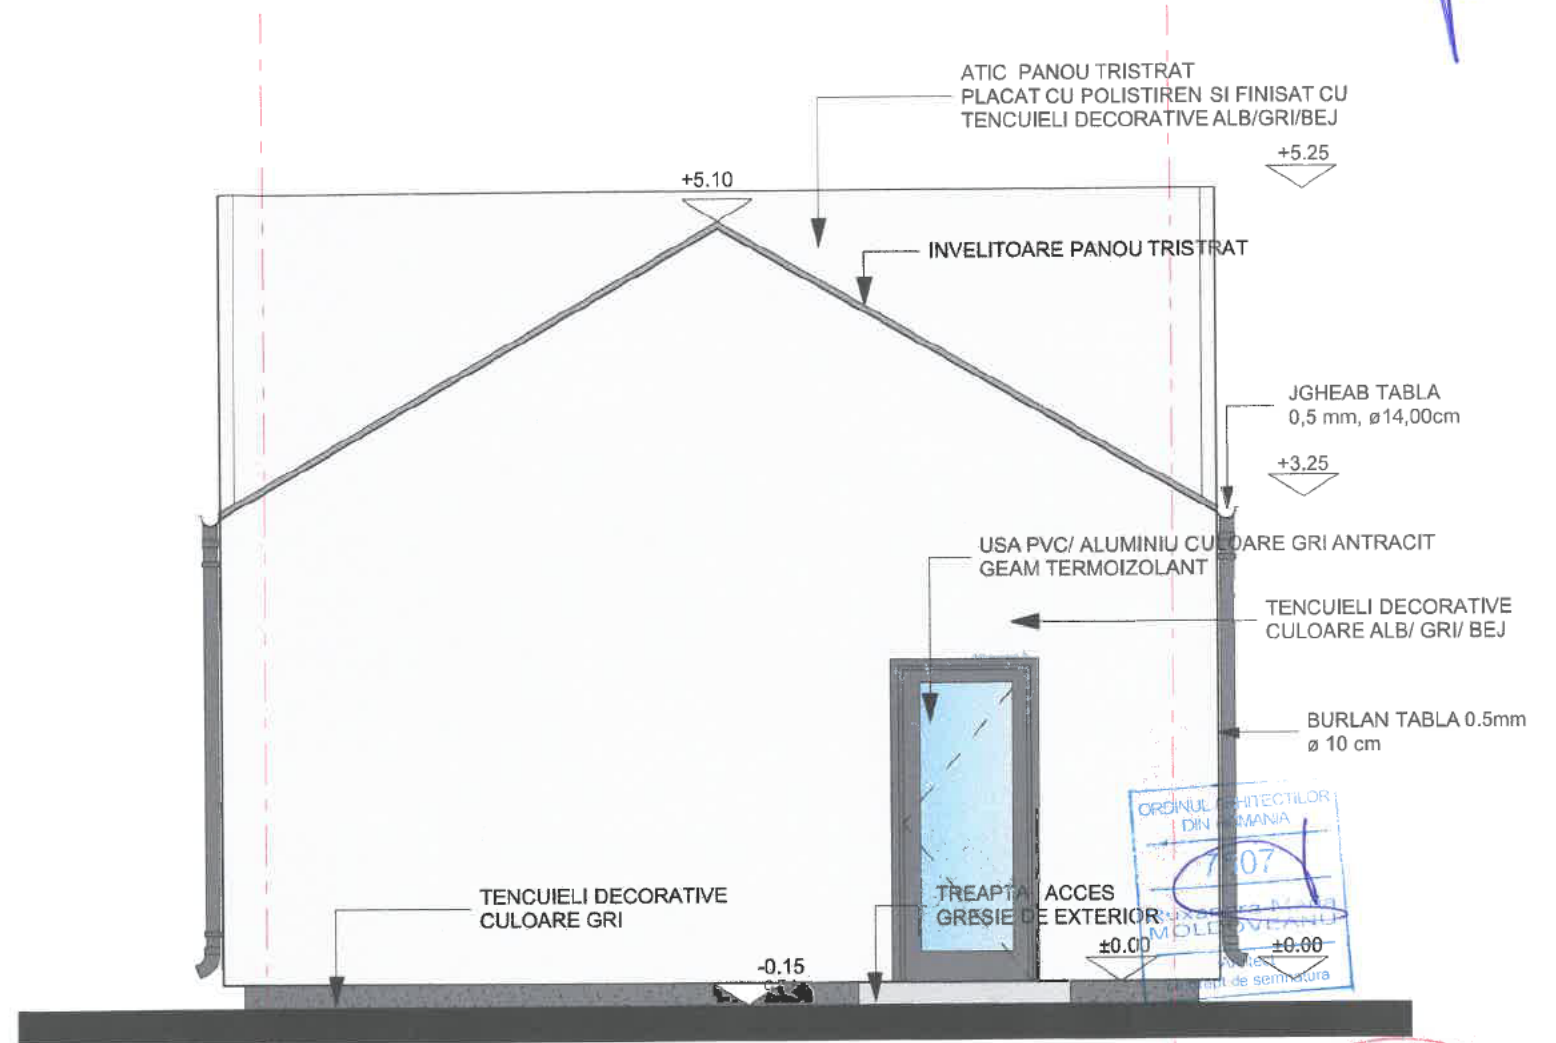 ATIC PANOU TRISTRAT
PLACAT CU POLISTIREN SI FINISAT CU
TENCUIELI DECORATIVE ALB/GRI/BEJ
+5.25
+5.10
INVELITOARE PANOU TRISTRAT
JGHEAB TABLA
0,5 mm, ø14,00cm
+3,25
USA PVC/ ALUMINIU CULOARE GRI ANTRACIT
GEAM TERMOIZOLANT
TENCUIELI DECORATIVE
CULOARE ALB/ GRI/ BEJ
BURLAN TABLA 0.5mm
ø 10 cm
ORDINUL
DIN
MOLDOVEANU
de semnatura
TENCUIELI DECORATIVE
CULOARE GRI
TREAPTA ACCES
GRESIE DE EXTERIOR
±0.00
±0.00
-0.15